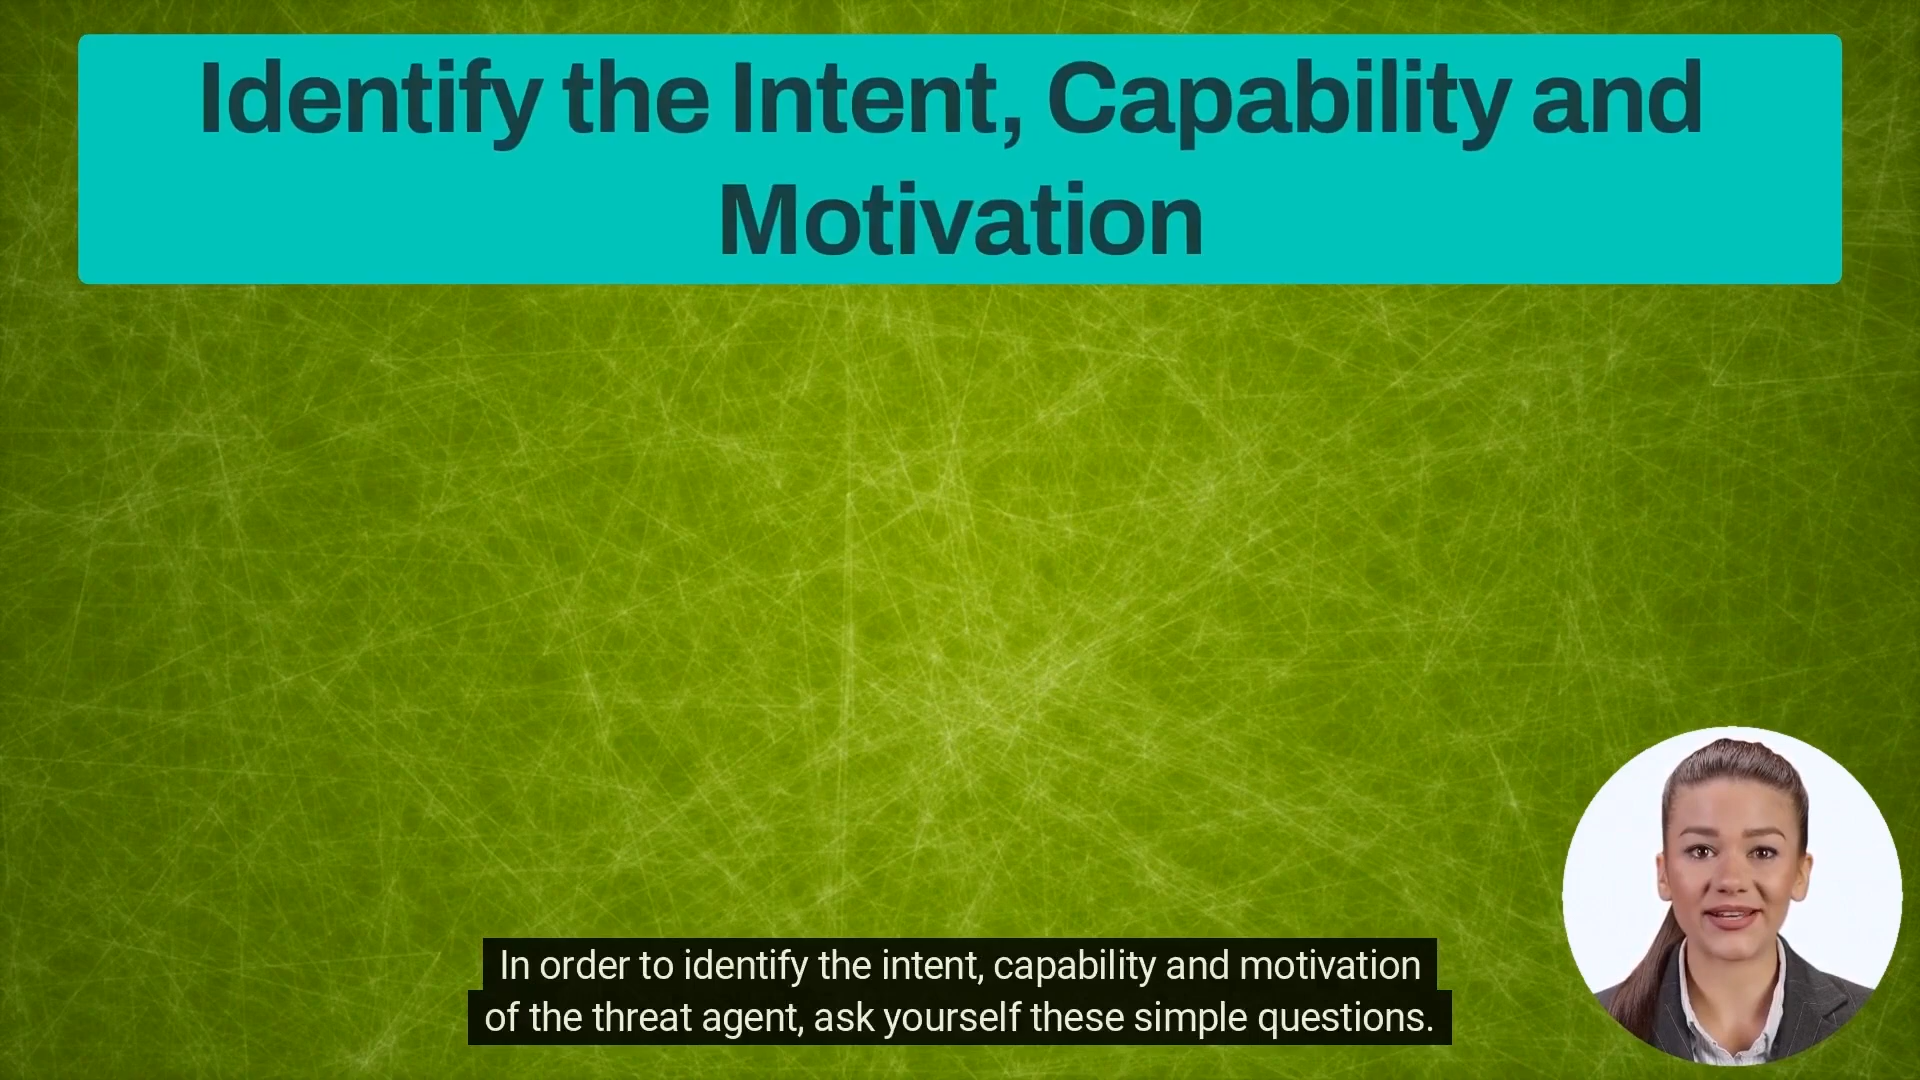 Identify the Intent, Capability and
Motivation
In order to identify the intent, capability and motivation
of the threat agent, ask yourself these simple questions.